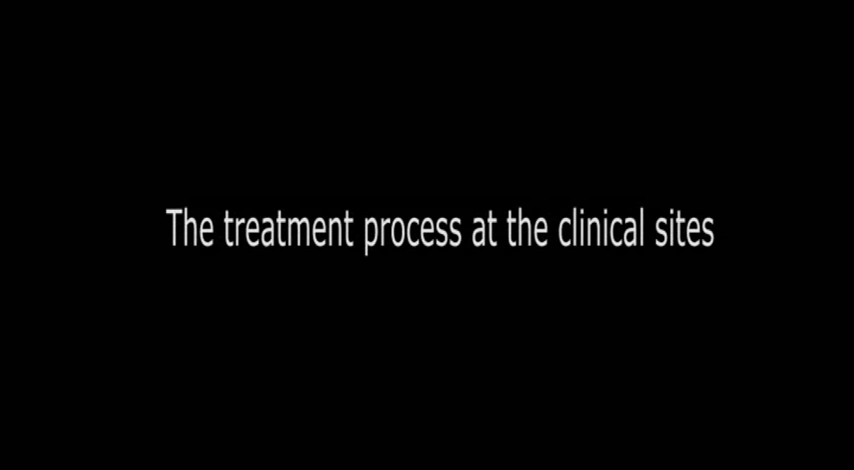 The treatment process at the clinical sites